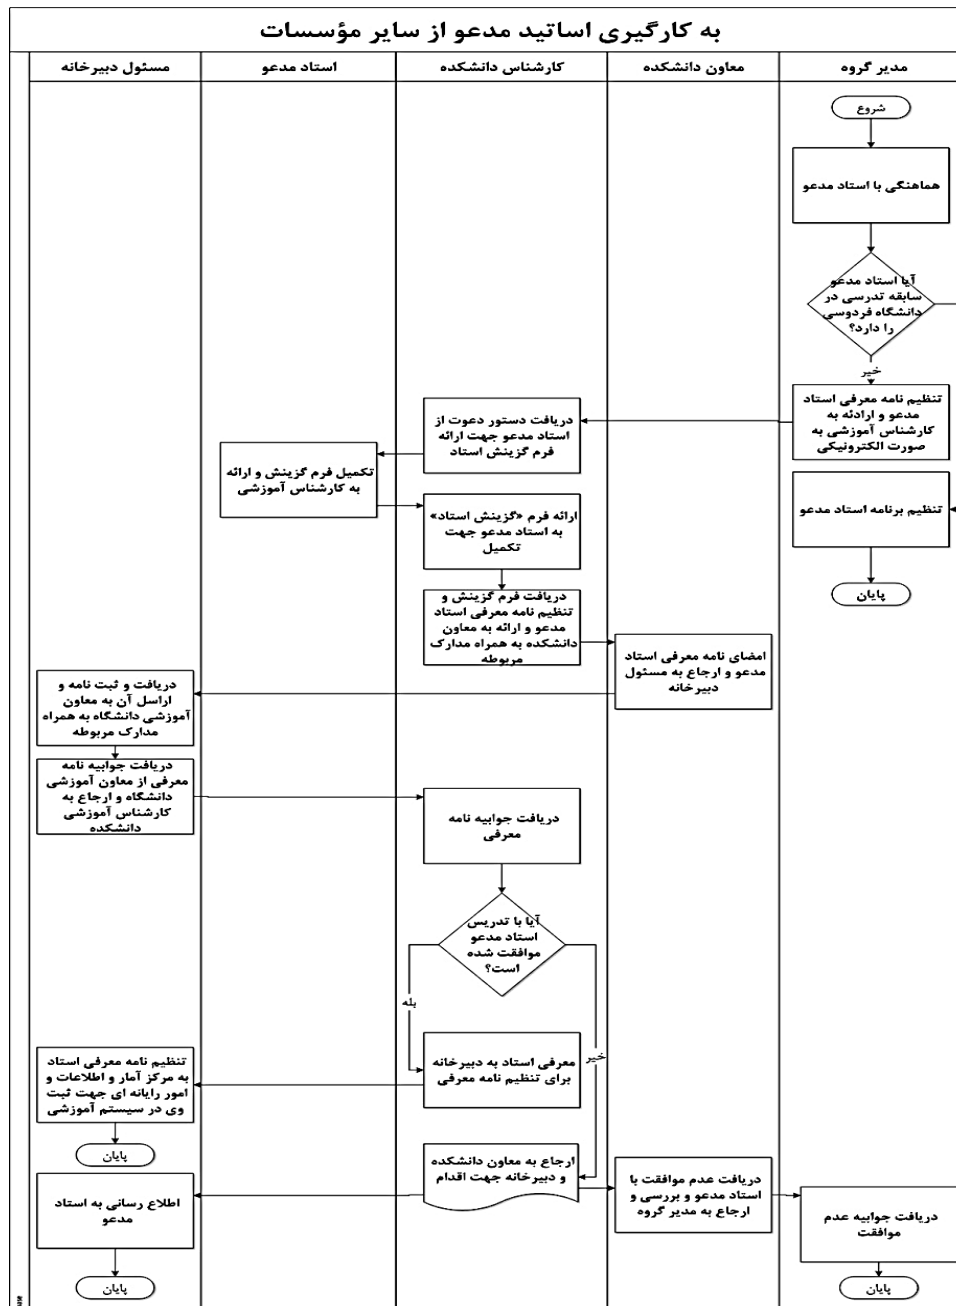 به کارگیری اساتید مدعو از سایر مؤسسات
مدیر گروه
معاون دانشکده
کارشناس دانشکده
استاد مدعو
مسئول دبیرخانه
شروع
هماهنگی با استاد مدعو
آیا استاد مدعو
سابقه تدرسی در
دانشگاه فردوسی
را دارد؟
خیر
تنظیم نامه معرفی استاد
مدعو و ارادئه به
کارشناس آموزشی به
صورت الکترونیکی
دریافت دستور دعوت از
استاد مدعو جهت ارائه
فرم گزینش استاد
تکمیل فرم گزینش و ارائه
به کارشناس آموزشی
ارائه فرم «گزینش استاد»
به استاد مدعو جهت
تکمیل
تنظیم برنامه استاد مدعو
پایان
دریافت فرم گزینش و
تنظیم نامه معرفی استاد
مدعو و ارائه به معاون
دانشکده به همراه مدارک
مربوطه
امضای نامه معرفی استاد
مدعو و ارجاع به مسئول
دبیرخانه
دریافت و ثبت نامه و
اراسل آن به معاون
آموزشی دانشگاه به همراه
مدارک مربوطه
دریافت جوابیه نامه
معرفی از معاون آموزشی
دانشگاه و ارجاع به
کارشناس آموزشی
دانشکده
دریافت جوابیه نامه
معرفی
آیا با تدریس
استاد مدعو
موافقت شده
است؟
بله
خیر
معرفی استاد به دبیرخانه
برای تنظیم نامه معرفی
تنظیم نامه معرفی استاد
به مرکز آمار و اطلاعات و
امور رایانه ای جهت ثبت
وی در سیستم آموزشی
پایان
ارجاع به معاون دانشکده
و دبیرخانه جهت اقدام
دریافت عدم موافقت با
استاد مدعو و بررسی و
ارجاع به مدیر گروه
دریافت جوابیه عدم
موافقت
پایان
اطلاع رسانی به استاد
مدعو
پایان